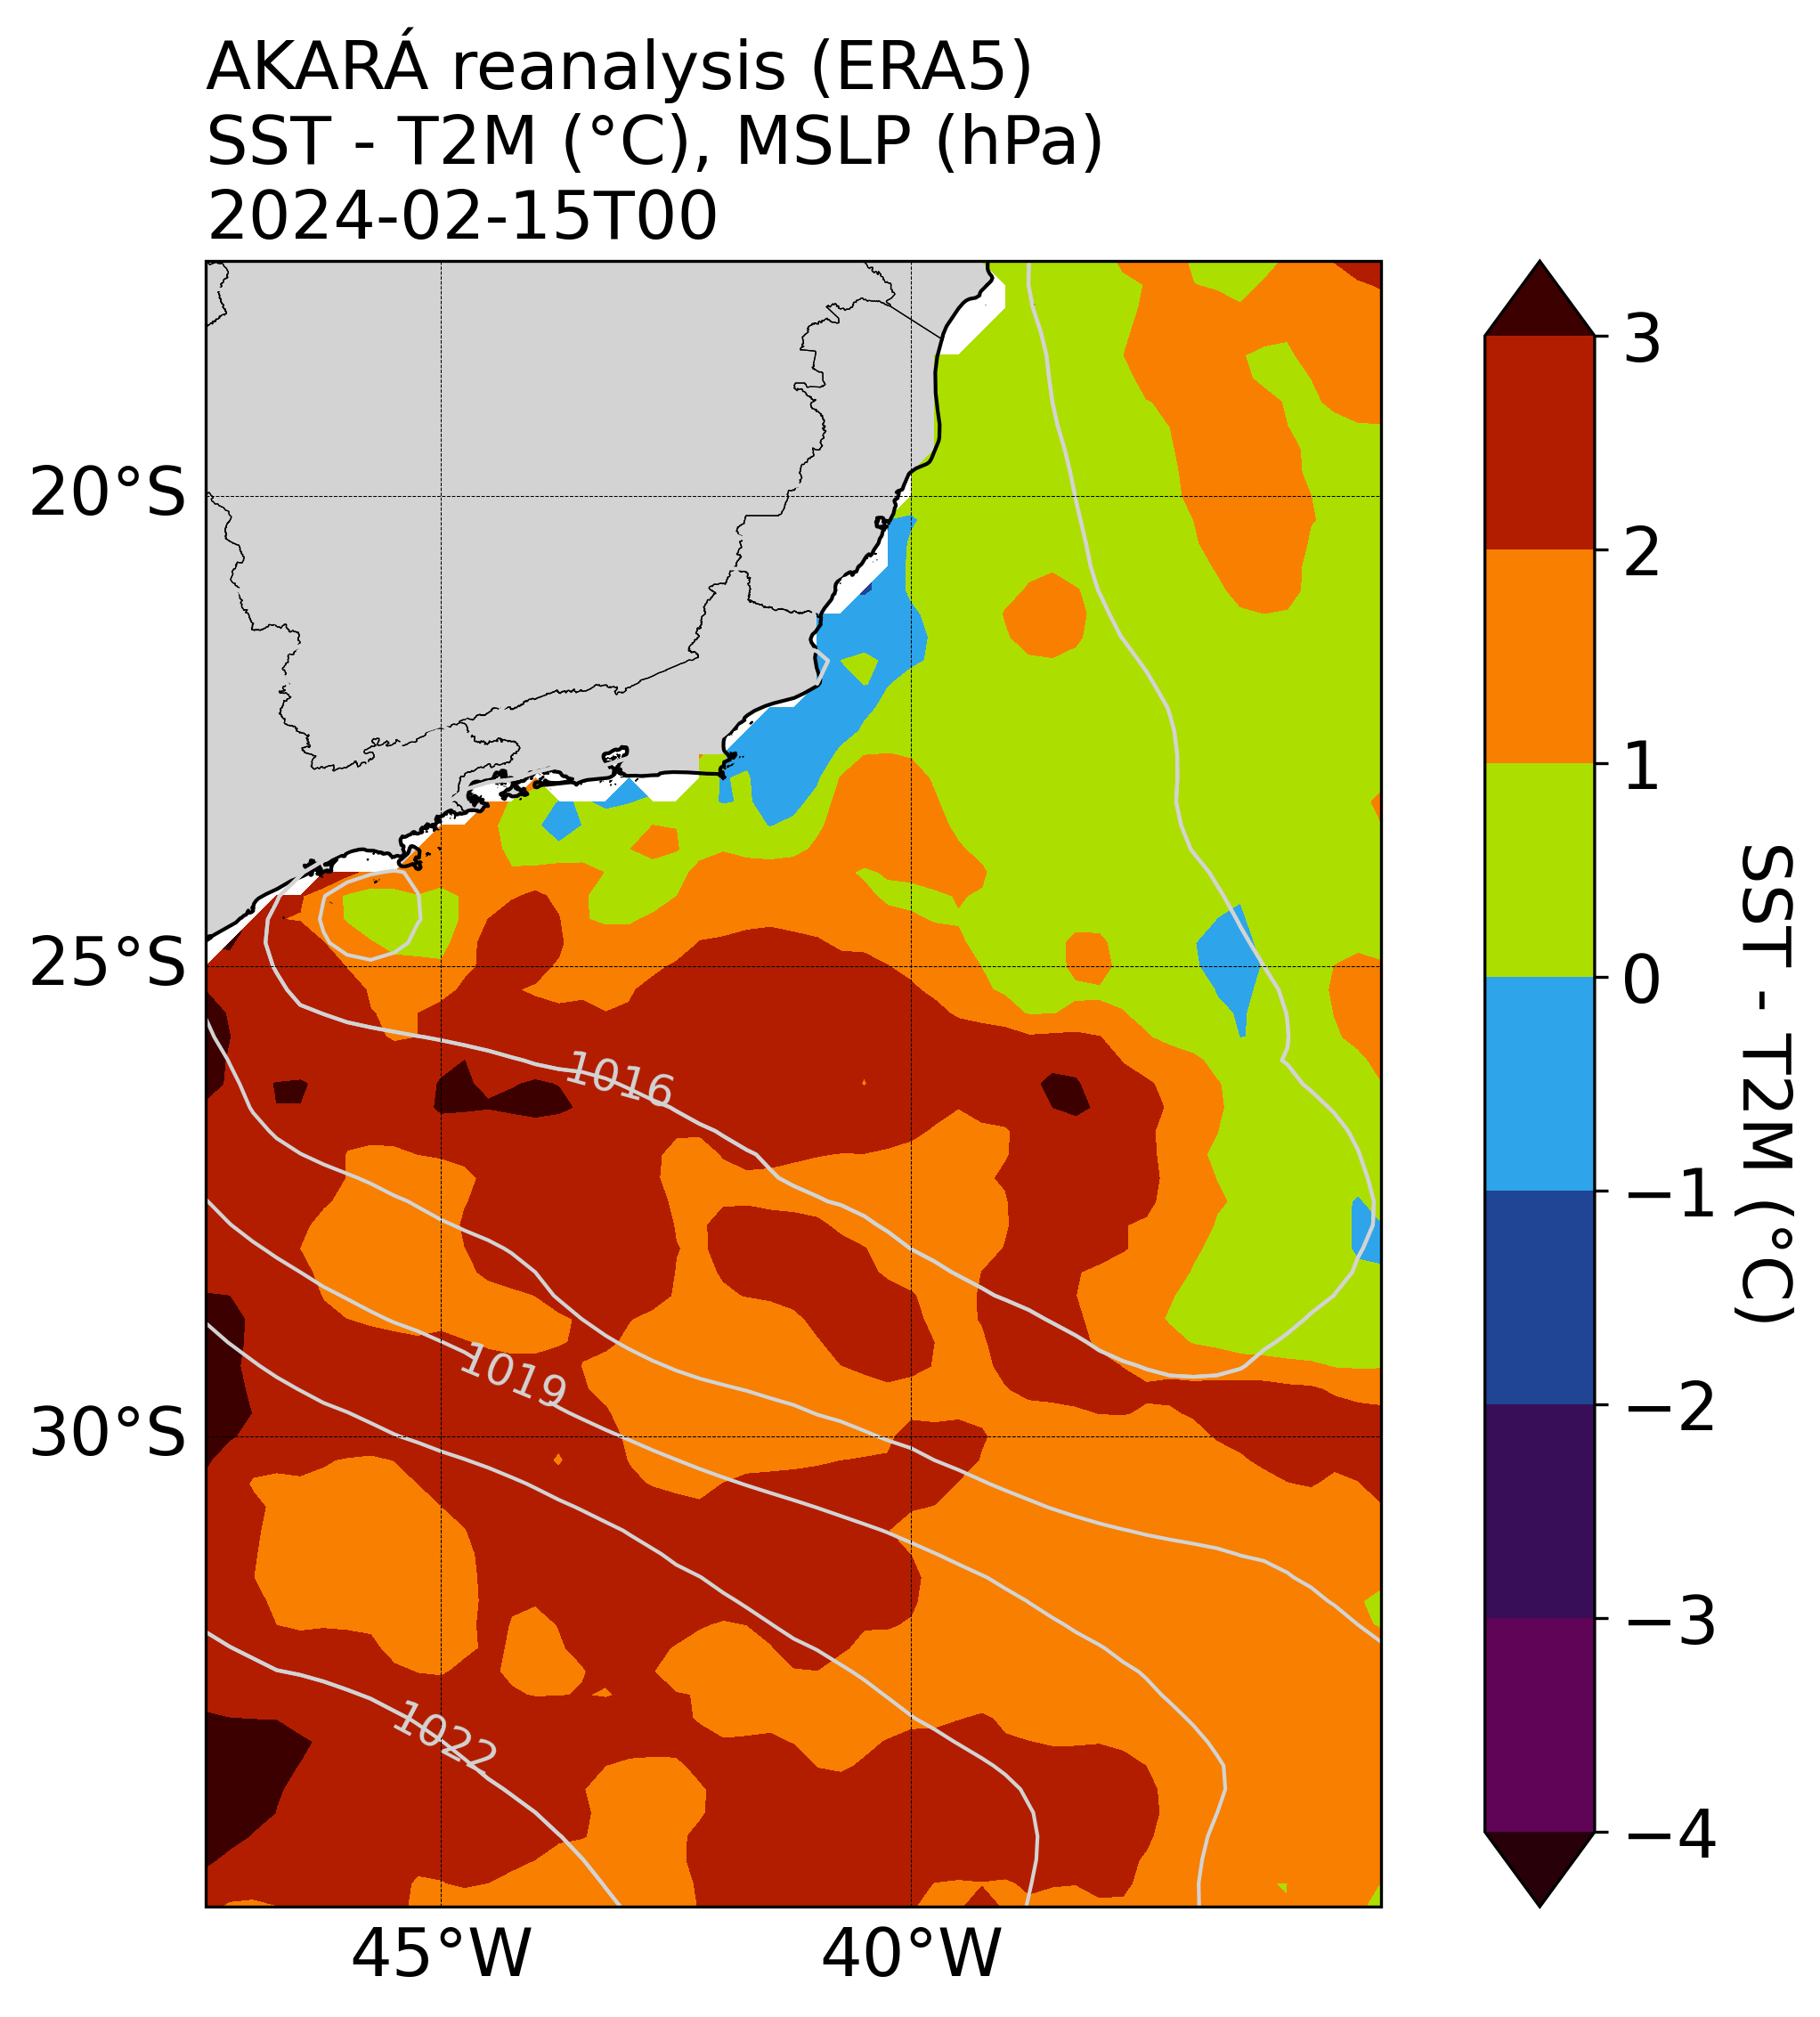 AKARÁ reanalysis (ERA5)
SST - T2M (°C), MSLP (hPa)
2024-02-15T00
20°S
25°S
30°S
45°W
40°W
1016
1019
1022
3
2
1
0
−1
−2
−3
−4
SST - T2M (°C)